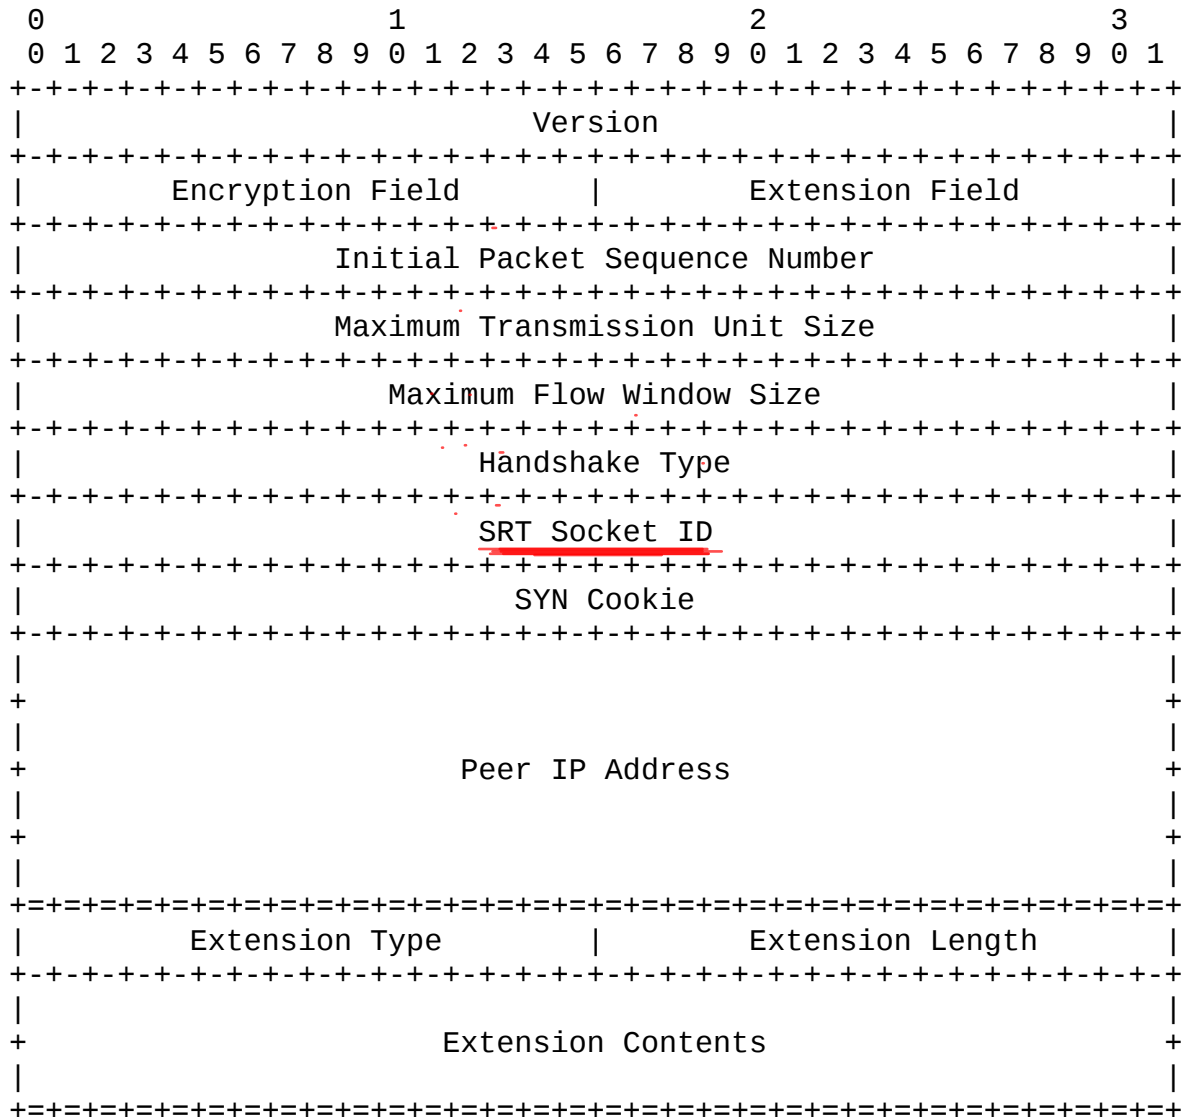 0                   1                   2                   3
 0 1 2 3 4 5 6 7 8 9 0 1 2 3 4 5 6 7 8 9 0 1 2 3 4 5 6 7 8 9 0 1
+-+-+-+-+-+-+-+-+-+-+-+-+-+-+-+-+-+-+-+-+-+-+-+-+-+-+-+-+-+-+-+-+
|                            Version                            |
+-+-+-+-+-+-+-+-+-+-+-+-+-+-+-+-+-+-+-+-+-+-+-+-+-+-+-+-+-+-+-+-+
|        Encryption Field       |        Extension Field        |
+-+-+-+-+-+-+-+-+-+-+-+-+-+-+-+-+-+-+-+-+-+-+-+-+-+-+-+-+-+-+-+-+
|                 Initial Packet Sequence Number                |
+-+-+-+-+-+-+-+-+-+-+-+-+-+-+-+-+-+-+-+-+-+-+-+-+-+-+-+-+-+-+-+-+
|                 Maximum Transmission Unit Size                |
+-+-+-+-+-+-+-+-+-+-+-+-+-+-+-+-+-+-+-+-+-+-+-+-+-+-+-+-+-+-+-+-+
|                    Maximum Flow Window Size                   |
+-+-+-+-+-+-+-+-+-+-+-+-+-+-+-+-+-+-+-+-+-+-+-+-+-+-+-+-+-+-+-+-+
|                         Handshake Type                        |
+-+-+-+-+-+-+-+-+-+-+-+-+-+-+-+-+-+-+-+-+-+-+-+-+-+-+-+-+-+-+-+-+
|                         SRT Socket ID                         |
+-+-+-+-+-+-+-+-+-+-+-+-+-+-+-+-+-+-+-+-+-+-+-+-+-+-+-+-+-+-+-+-+
|                           SYN Cookie                          |
+-+-+-+-+-+-+-+-+-+-+-+-+-+-+-+-+-+-+-+-+-+-+-+-+-+-+-+-+-+-+-+-+
|                                                               |
+                                                               +
|                                                               |
+                        Peer IP Address                        +
|                                                               |
+                                                               +
|                                                               |
+=+=+=+=+=+=+=+=+=+=+=+=+=+=+=+=+=+=+=+=+=+=+=+=+=+=+=+=+=+=+=+=+
|         Extension Type        |        Extension Length       |
+-+-+-+-+-+-+-+-+-+-+-+-+-+-+-+-+-+-+-+-+-+-+-+-+-+-+-+-+-+-+-+-+
|                                                               |
+                       Extension Contents                      +
|                                                               |
+=+=+=+=+=+=+=+=+=+=+=+=+=+=+=+=+=+=+=+=+=+=+=+=+=+=+=+=+=+=+=+=+